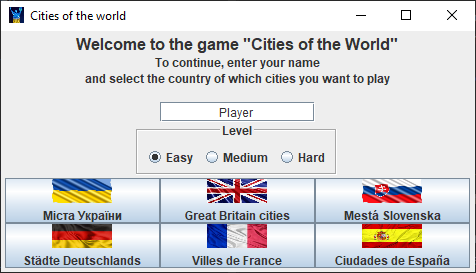 Cities of the world
Welcome to the game "Cities of the World"
To continue, enter your name
and select the country of which cities you want to play
Player
Level
Easy Medium Hard
Міста України Great Britain cities Mestá Slovenska
Städte Deutschlands Villes de France Ciudades de España